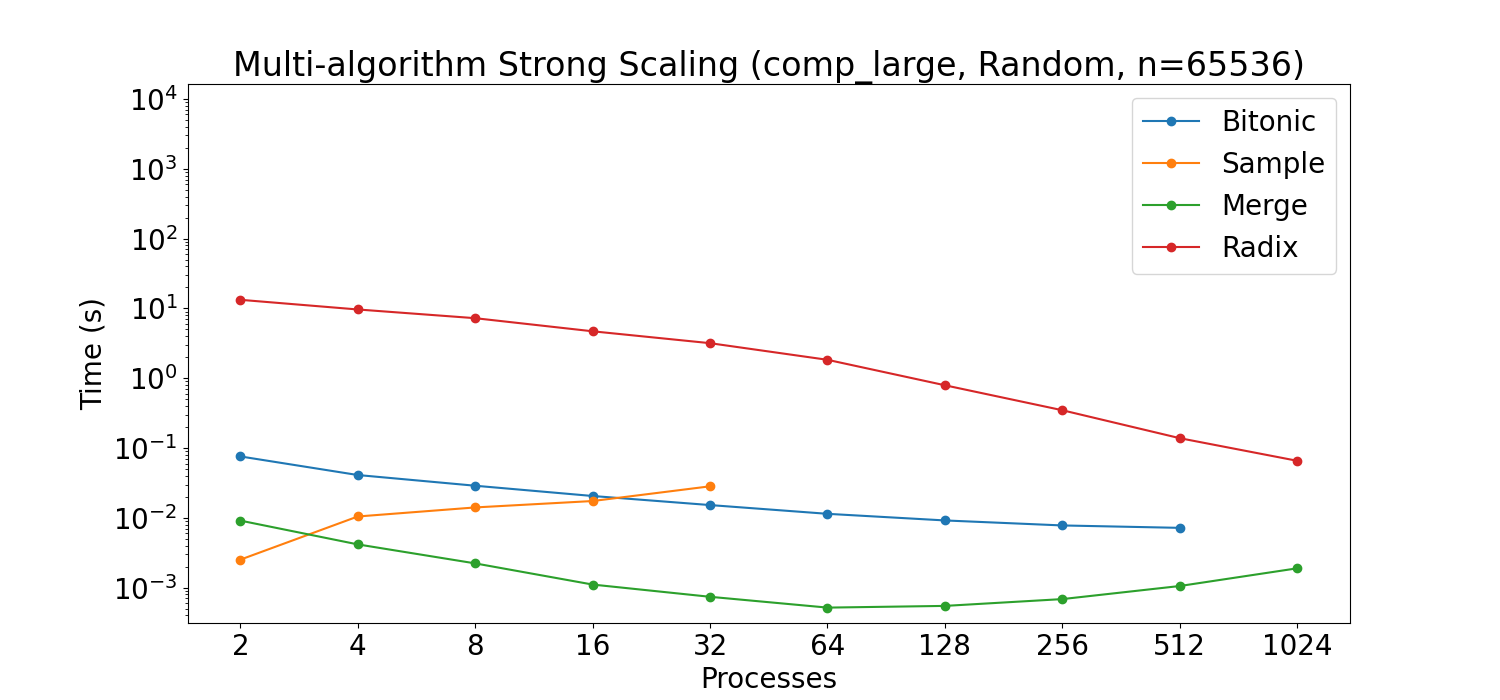 Multi-algorithm Strong Scaling (comp_large, Random, n=65536)
10⁴
10³
10²
10¹
10⁰
10⁻¹
10⁻²
10⁻³
Time (s)
Bitonic
Sample
Merge
Radix
2 4 8 16 32 64 128 256 512 1024
Processes